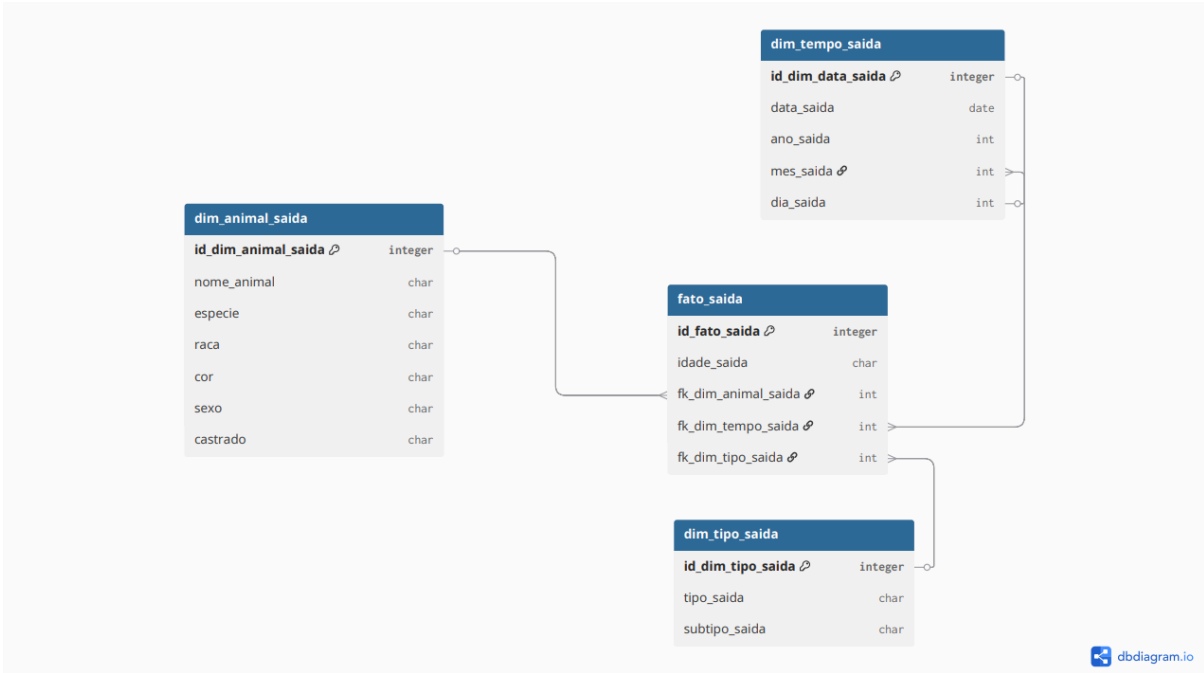 dim_tempo_saida
id_dim_data_saida integer
data_saida date
ano_saida int
mes_saida int
dia_saida int
dim_animal_saida
id_dim_animal_saida integer
nome_animal char
especie char
raca char
cor char
sexo char
castrado char
fato_saida
id_fato_saida integer
idade_saida char
fk_dim_animal_saida int
fk_dim_tempo_saida int
fk_dim_tipo_saida int
dim_tipo_saida
id_dim_tipo_saida integer
tipo_saida char
subtipo_saida char
dbdiagram.io